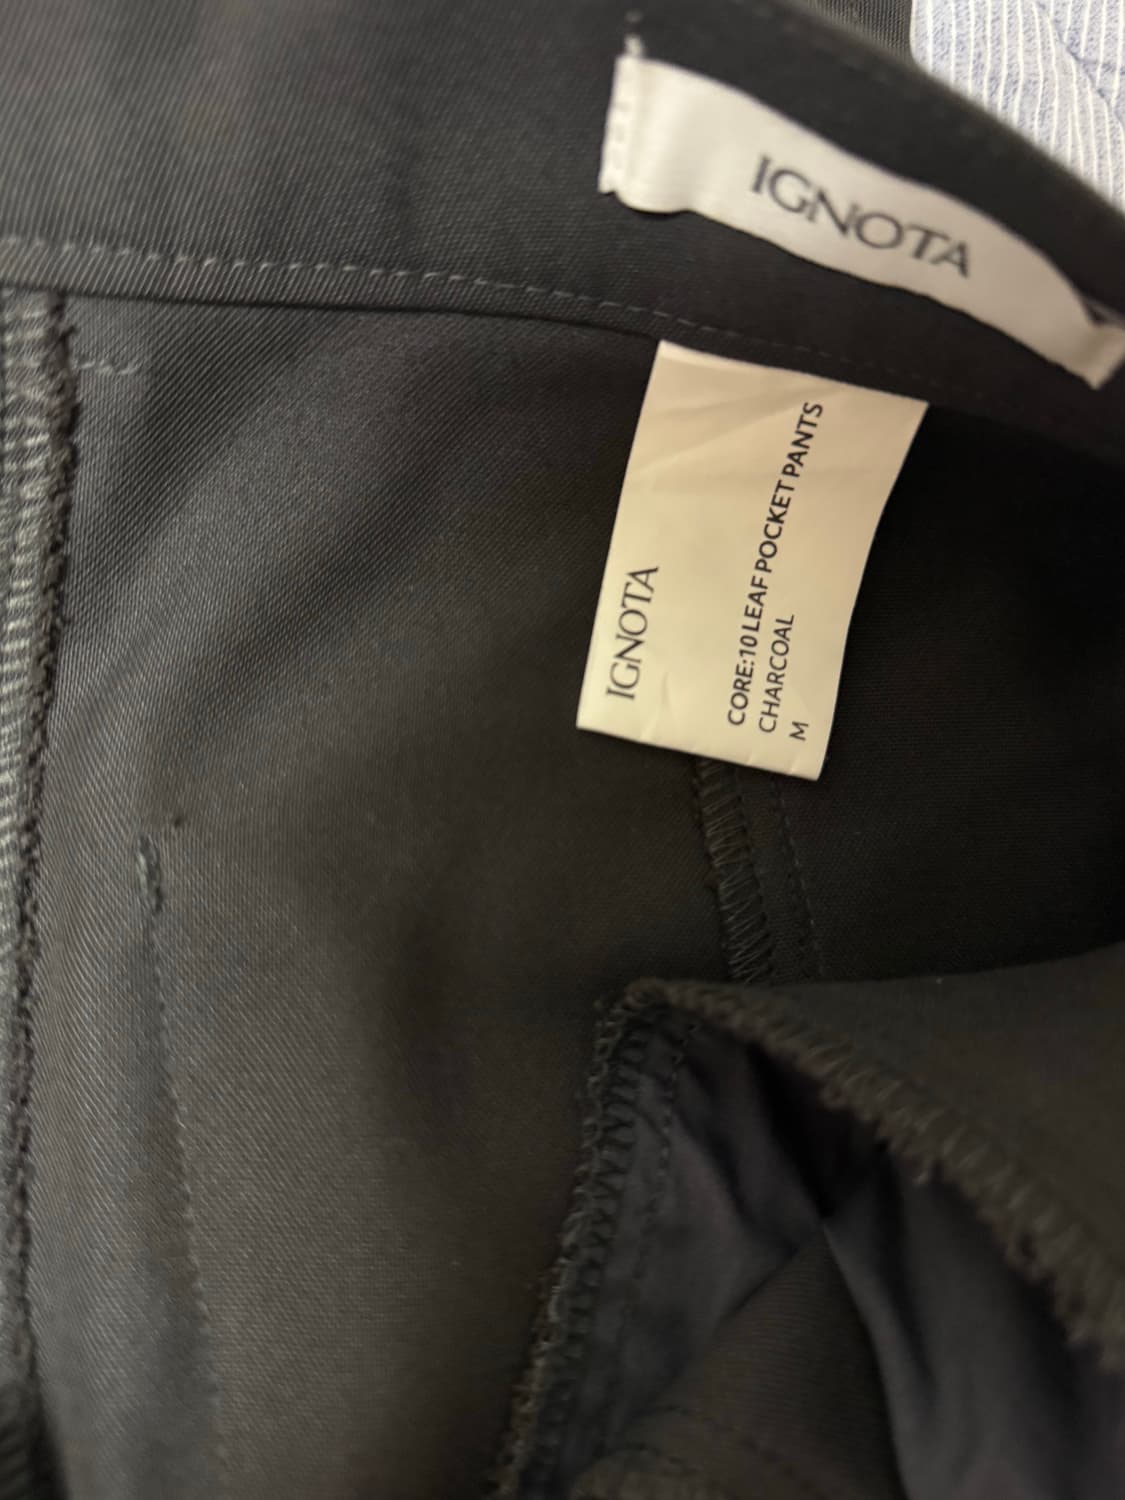 IGNOTA
IGNOTA
CORE:10 LEAF POCKET PANTS
CHARCOAL
M